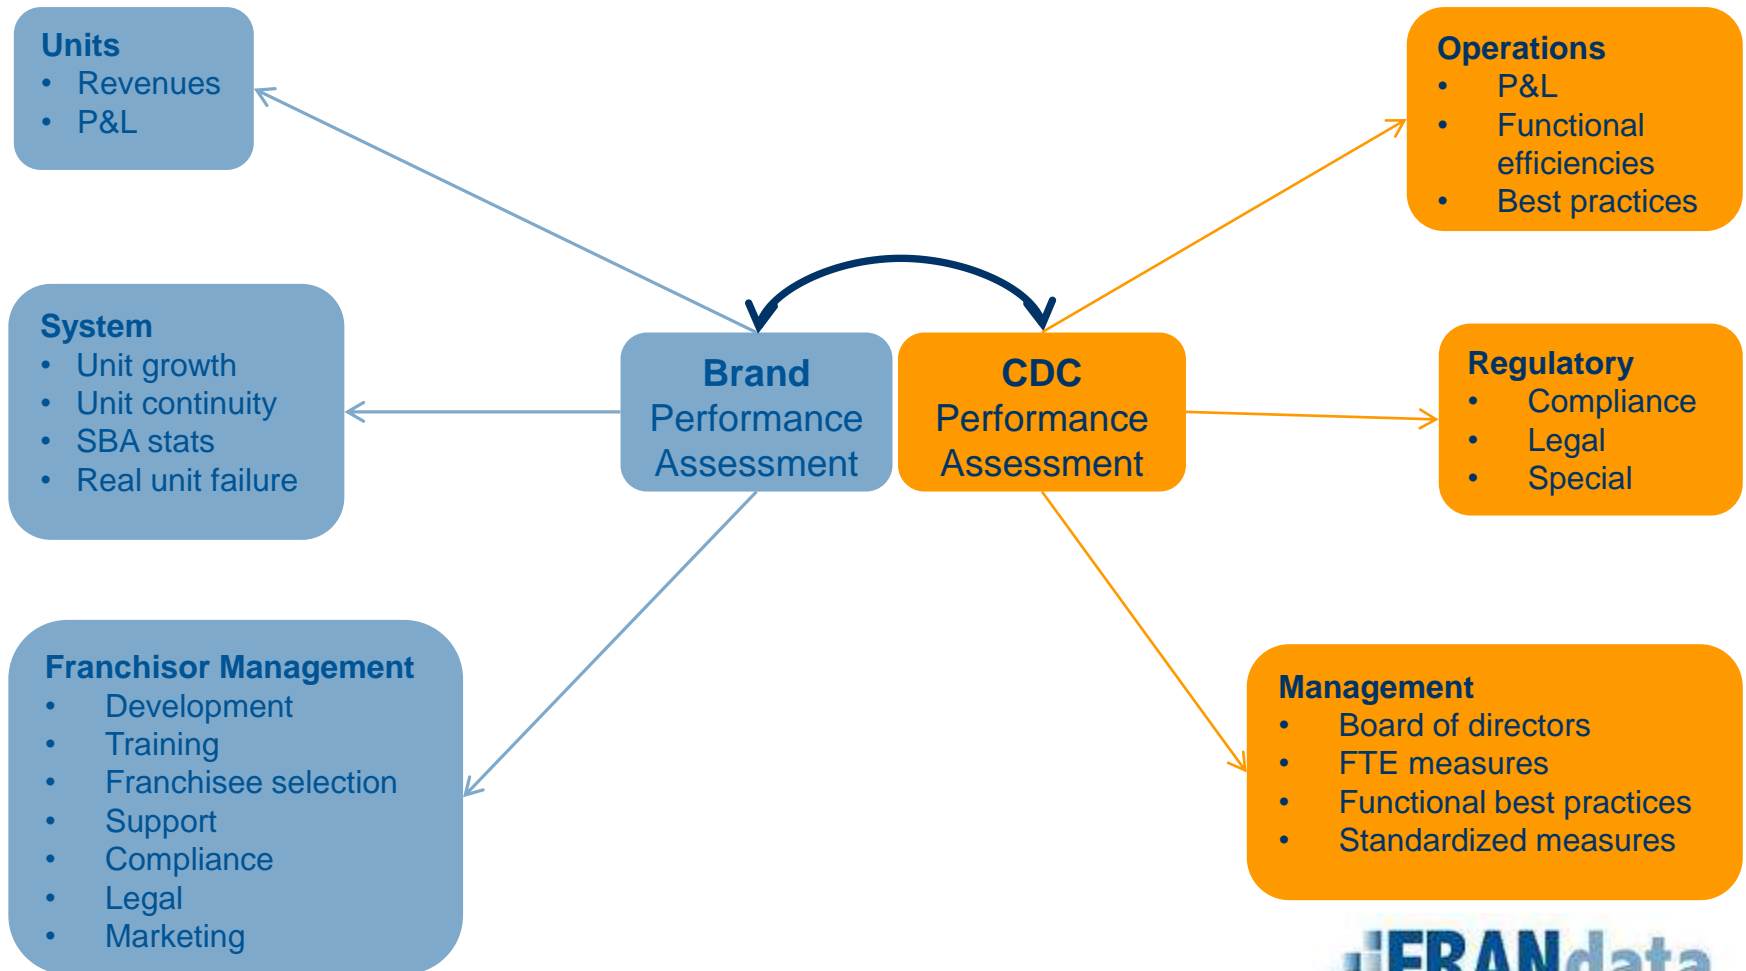 Units
• Revenues
• P&L
System
• Unit growth
• Unit continuity
• SBA stats
• Real unit failure
Franchisor Management
• Development
• Training
• Franchisee selection
• Support
• Compliance
• Legal
• Marketing
Brand
Performance
Assessment
CDC
Performance
Assessment
Operations
• P&L
• Functional
efficiencies
• Best practices
Regulatory
• Compliance
• Legal
• Special
Management
• Board of directors
• FTE measures
• Functional best practices
• Standardized measures
FRANdata